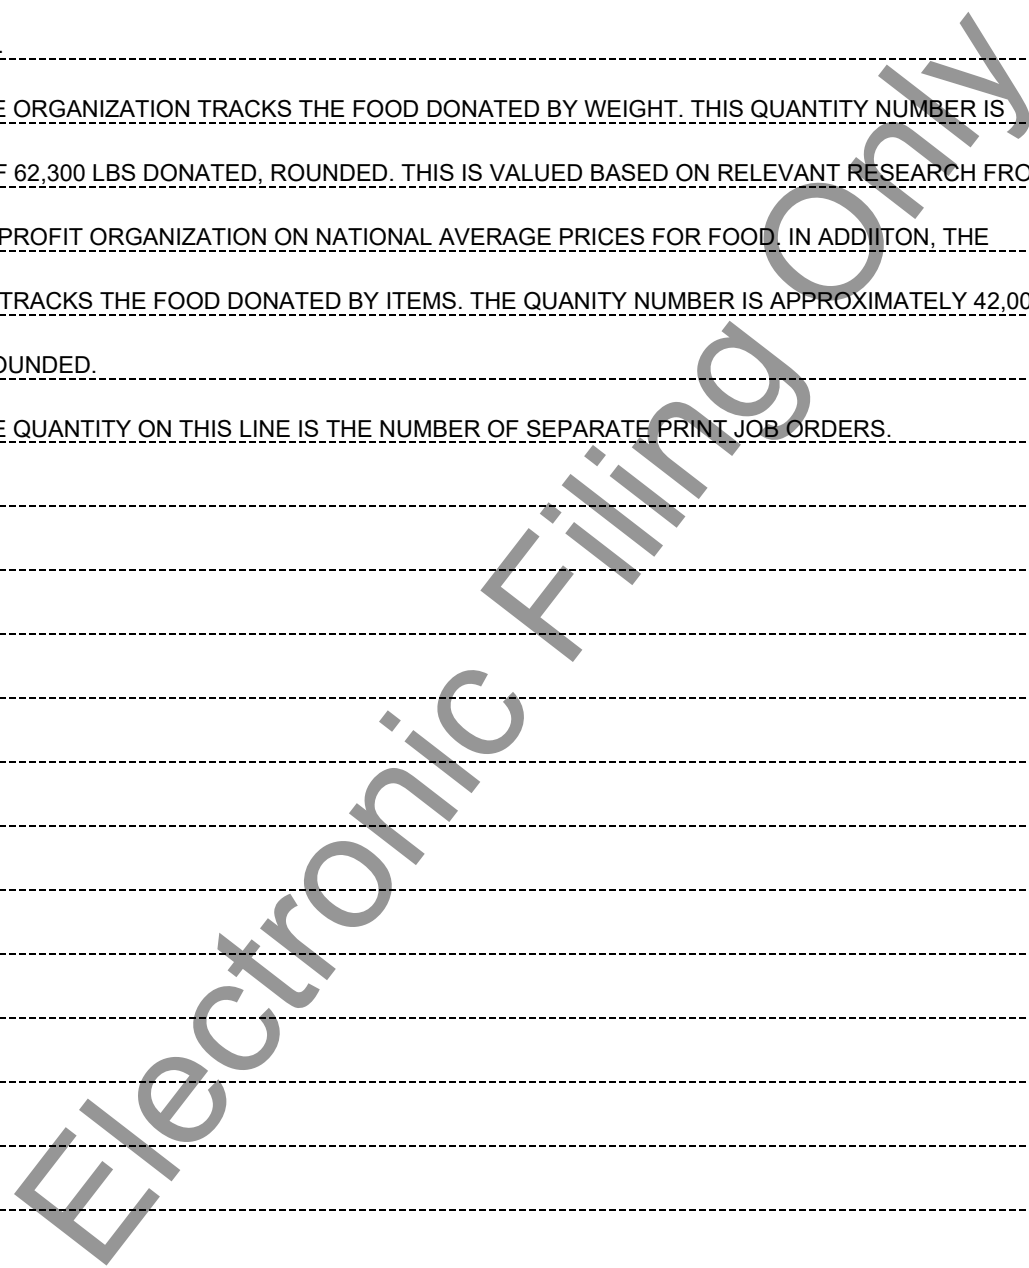 .
E ORGANIZATION TRACKS THE FOOD DONATED BY WEIGHT. THIS QUANTITY NUMBER IS
F 62,300 LBS DONATED, ROUNDED. THIS IS VALUED BASED ON RELEVANT RESEARCH FRO
PROFIT ORGANIZATION ON NATIONAL AVERAGE PRICES FOR FOOD. IN ADDIITON, THE
TRACKS THE FOOD DONATED BY ITEMS. THE QUANITY NUMBER IS APPROXIMATELY 42,00
OUNDED.
E QUANTITY ON THIS LINE IS THE NUMBER OF SEPARATE PRINT JOB ORDERS.
Electronic Filing Only